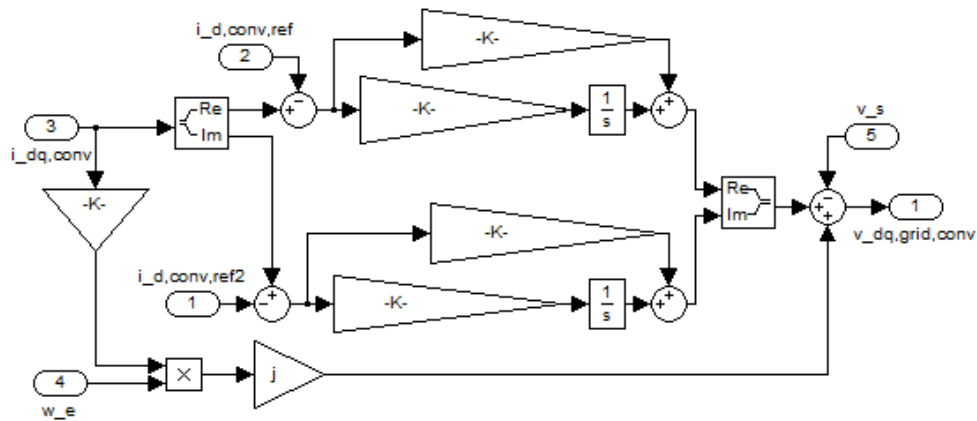 i_d,conv,ref
2
-K-
-K-
1
s
3
i_dq,conv
Re
Im
-K-
v_s
5
Re
Im
1
v_dq,grid,conv
-K-
i_d,conv,ref2
1
-K-
1
s
4
w_e
×
j